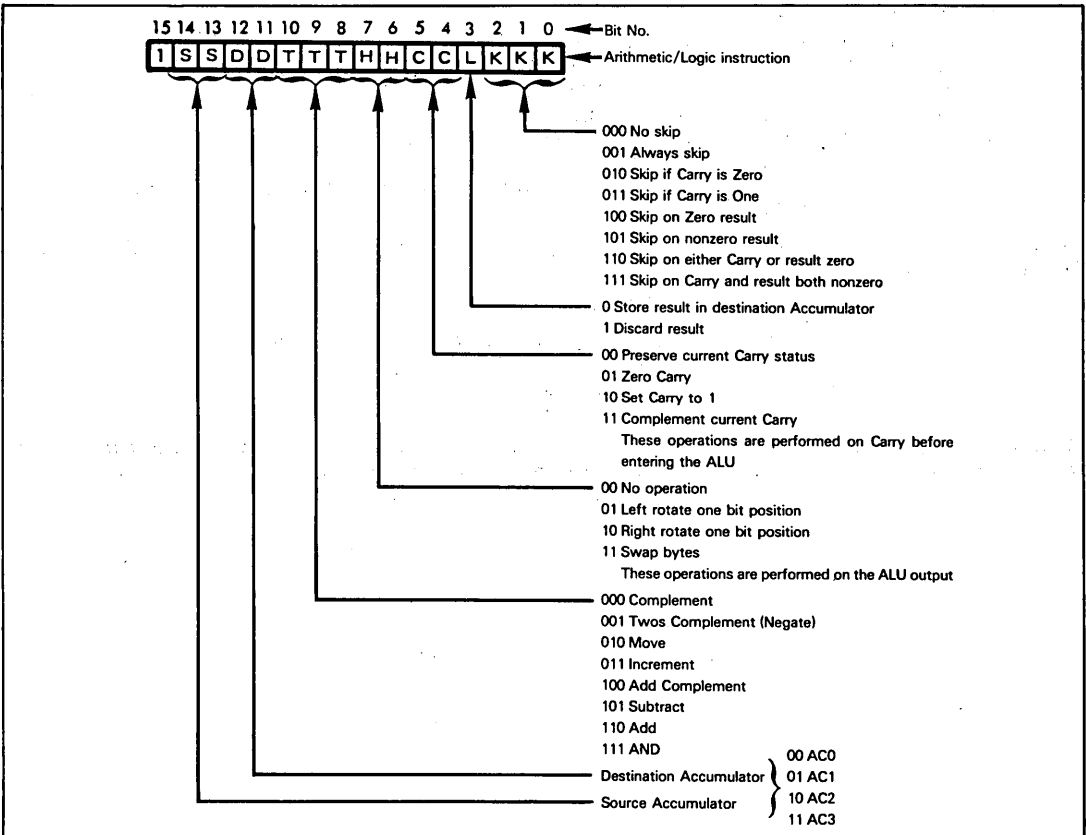 15 14 13 12 11 10 9 8 7 6 5 4 3 2 1 0 Bit No.
1 S S D D T T T H H C C L K K K Arithmetic/Logic instruction
000 No skip
001 Always skip
010 Skip if Carry is Zero
011 Skip if Carry is One
100 Skip on Zero result
101 Skip on nonzero result
110 Skip on either Carry or result zero
111 Skip on Carry and result both nonzero
0 Store result in destination Accumulator
1 Discard result
00 Preserve current Carry status
01 Zero Carry
10 Set Carry to 1
11 Complement current Carry
These operations are performed on Carry before
entering the ALU
00 No operation
01 Left rotate one bit position
10 Right rotate one bit position
11 Swap bytes
These operations are performed on the ALU output
000 Complement
001 Twos Complement (Negate)
010 Move
011 Increment
100 Add Complement
101 Subtract
110 Add
111 AND
00 AC0
Destination Accumulator 01 AC1
Source Accumulator 10 AC2
11 AC3